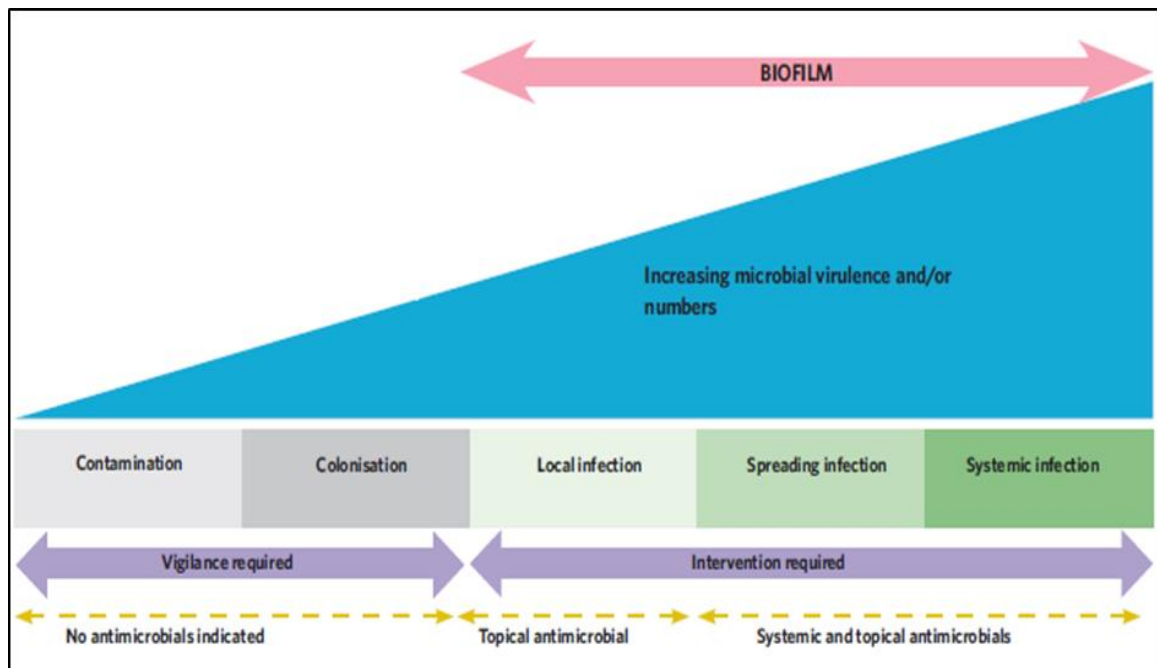 BIOFILM
Increasing microbial virulence and/or
numbers
Contamination
Colonisation
Local infection
Spreading infection
Systemic infection
Vigilance required
Intervention required
No antimicrobials indicated
Topical antimicrobial
Systemic and topical antimicrobials